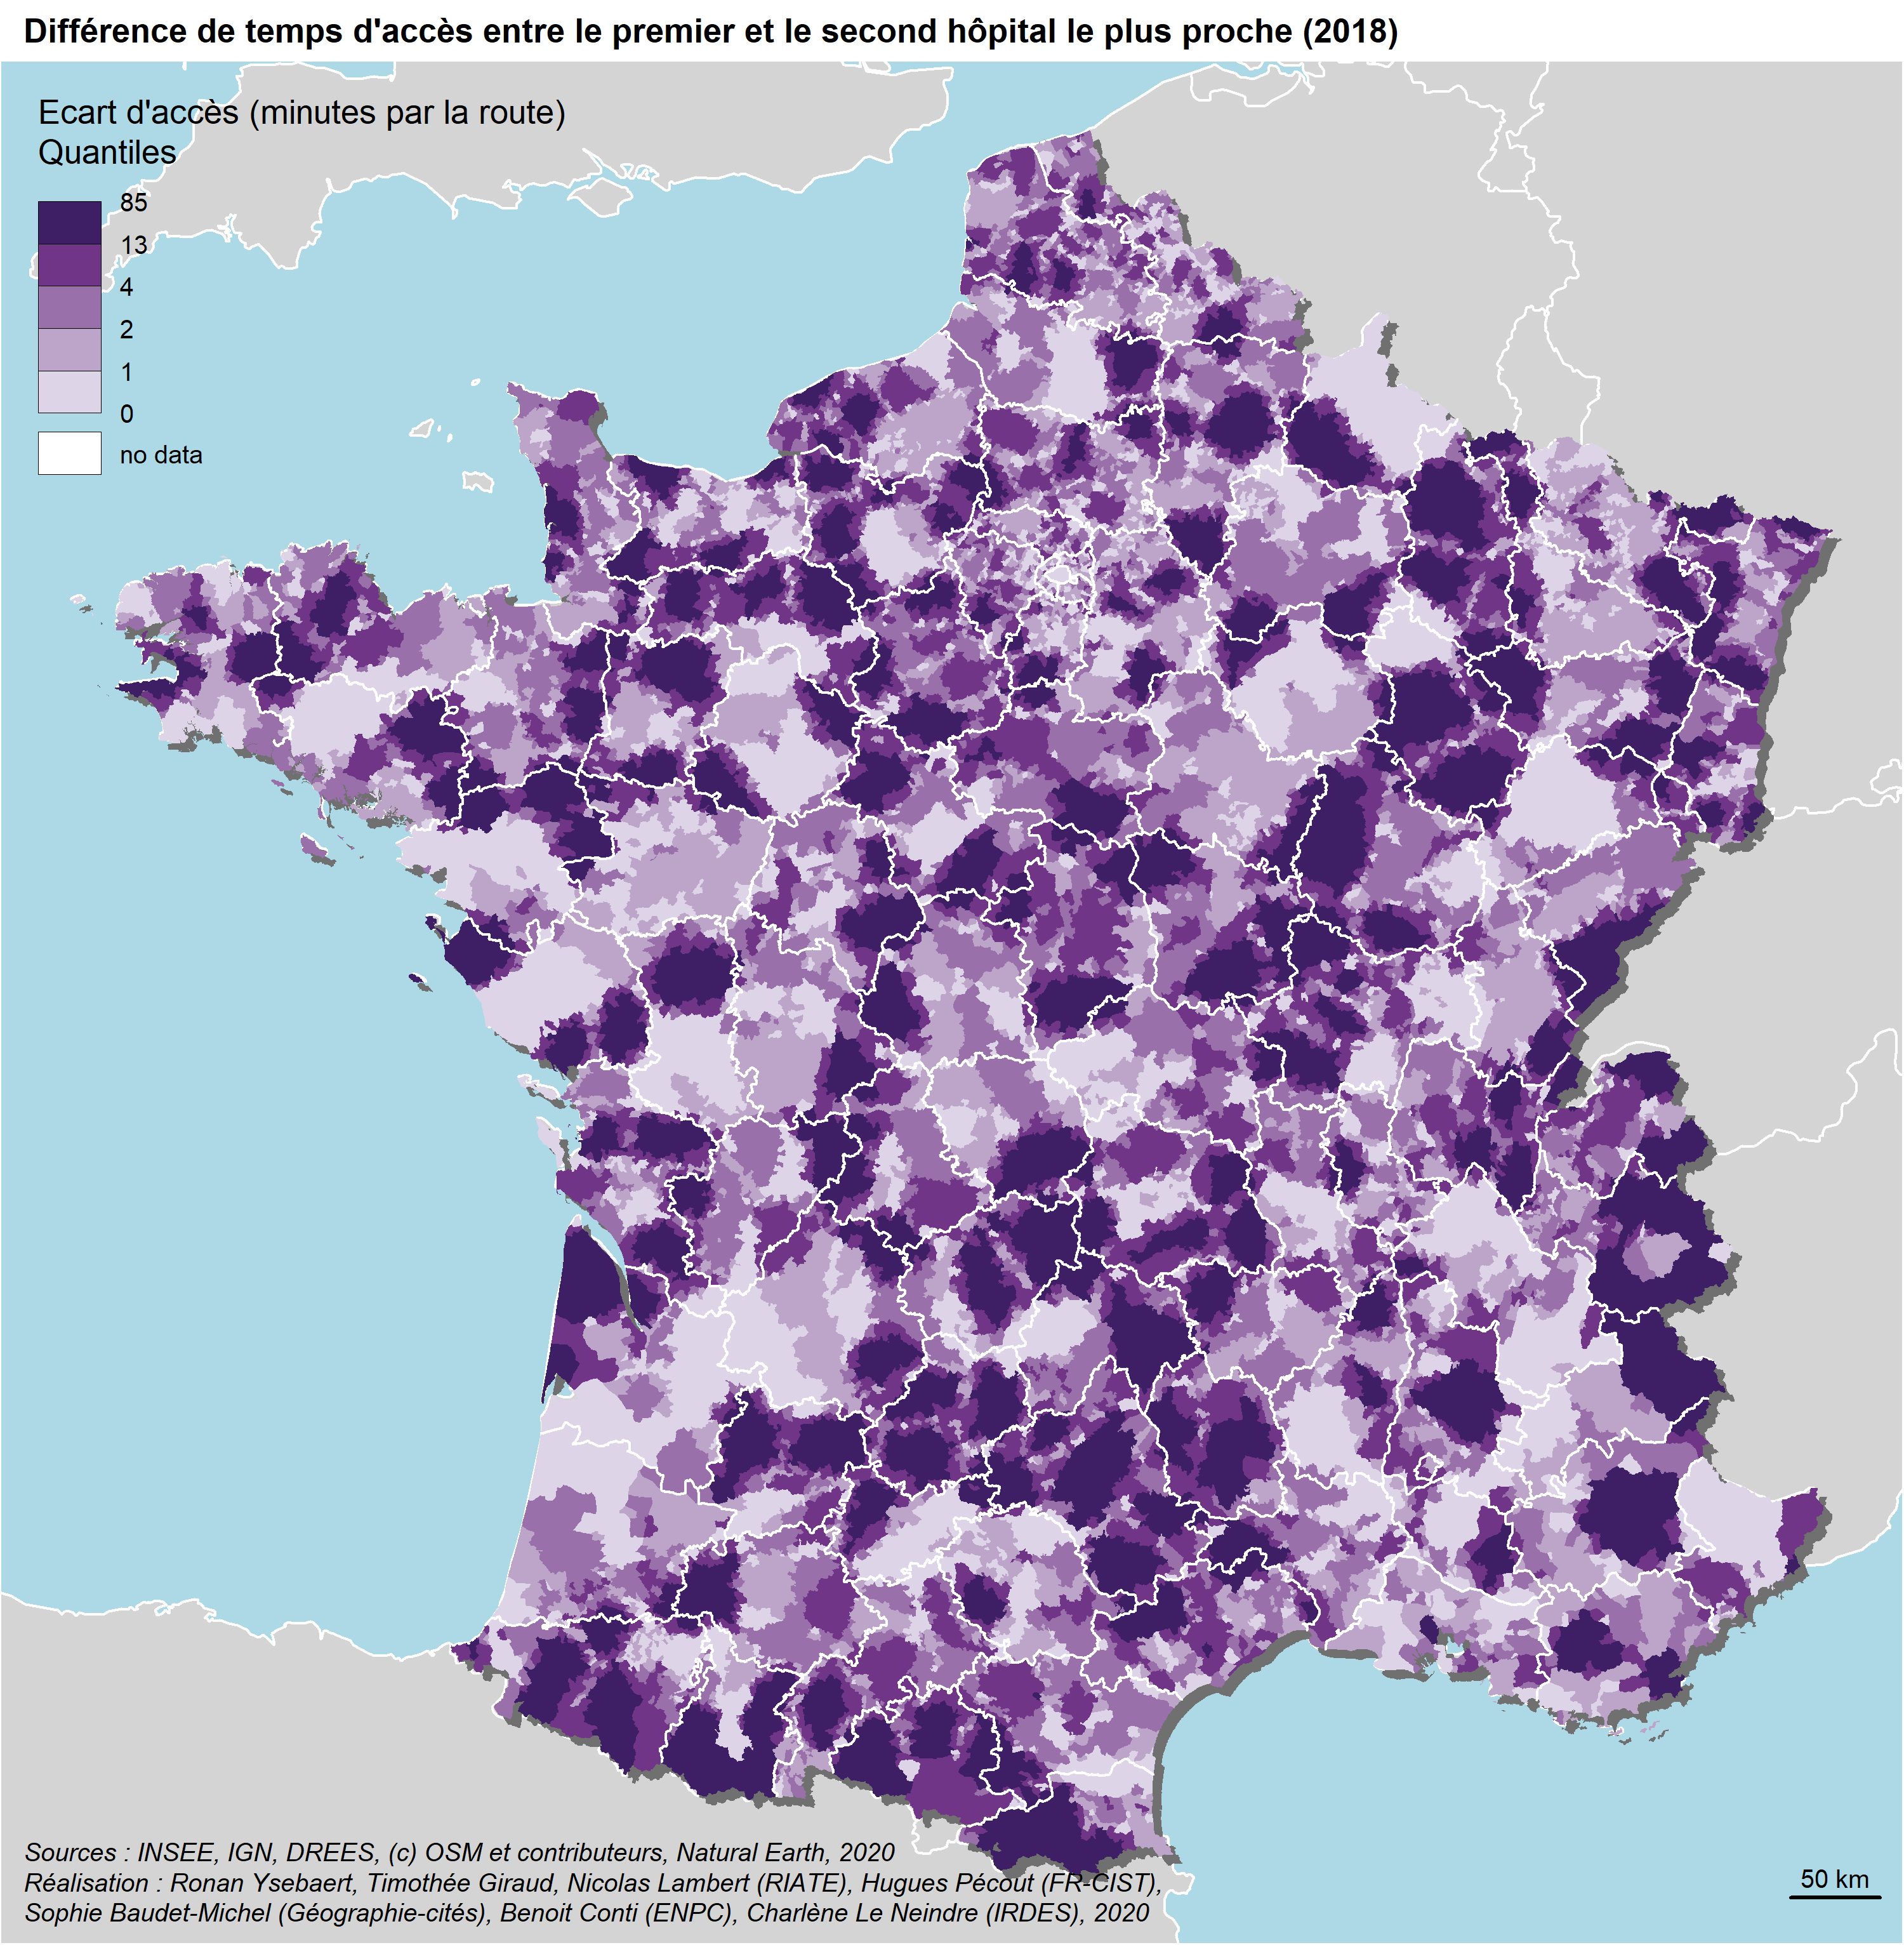 Différence de temps d'accès entre le premier et le second hôpital le plus proche (2018)
Ecart d'accès (minutes par la route)
Quantiles
85
13
4
2
1
0
no data
Sources : INSEE, IGN, DREES, (c) OSM et contributeurs, Natural Earth, 2020
Réalisation : Ronan Ysebaert, Timothée Giraud, Nicolas Lambert (RIATE), Hugues Pécout (FR-CIST),
Sophie Baudet-Michel (Géographie-cités), Benoit Conti (ENPC), Charlène Le Neindre (IRDES), 2020
50 km